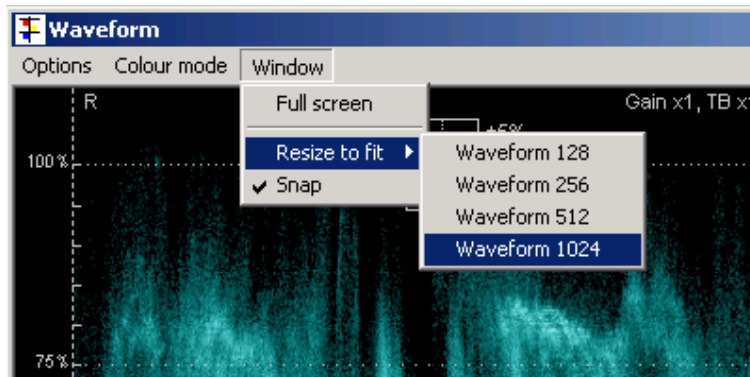 Waveform
Options Colour mode Window
R
Full screen
Gain x1, TB x1
+5%
Resize to fit
Waveform 128
100%
Snap
Waveform 256
Waveform 512
Waveform 1024
75%